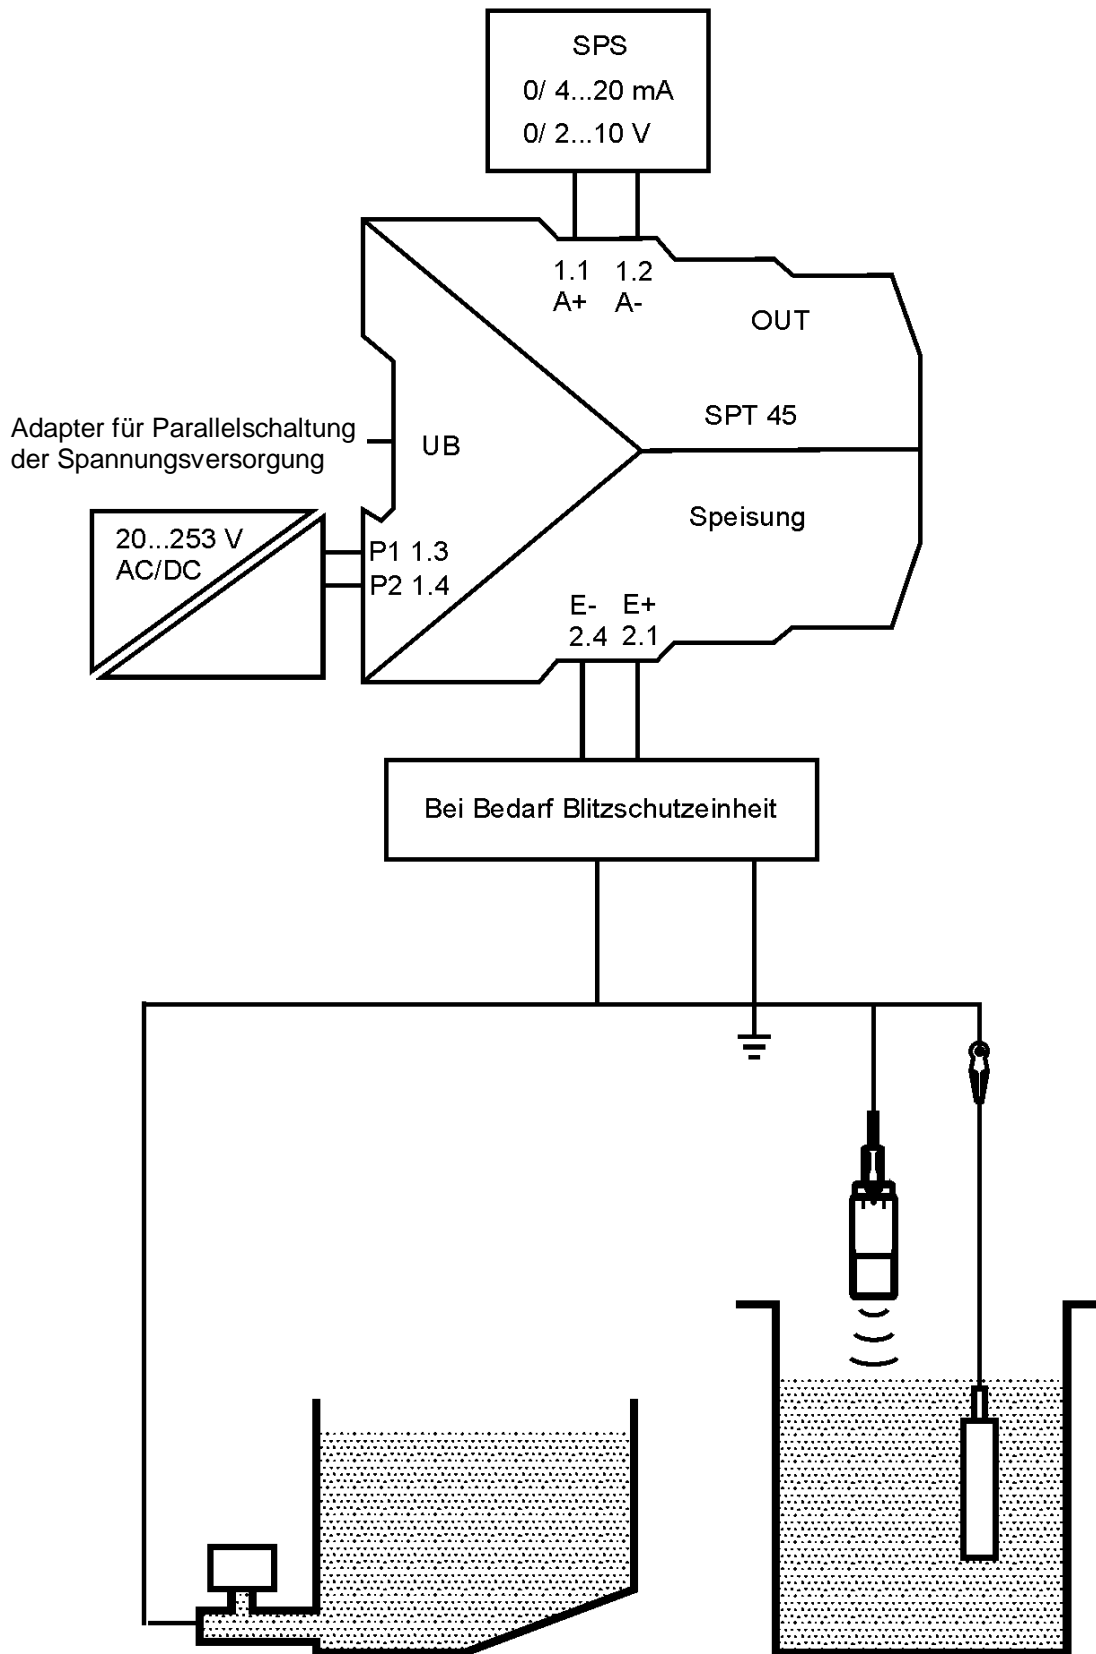 SPS
0/ 4...20 mA
0/ 2...10 V
1.1 1.2
A+ A-
OUT
SPT 45
Adapter für Parallelschaltung
der Spannungsversorgung
UB
Speisung
20...253 V
AC/DC
P1 1.3
P2 1.4
E- E+
2.4 2.1
Bei Bedarf Blitzschutzeinheit